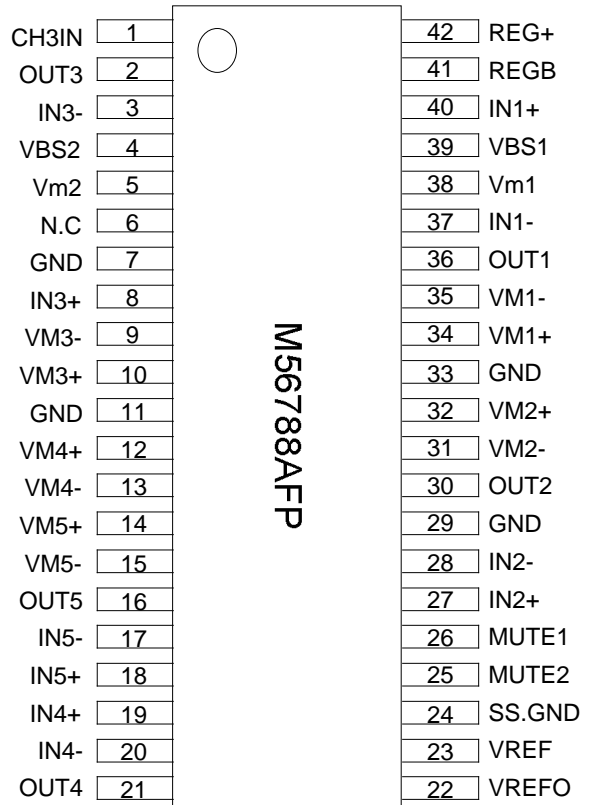 CH3IN 1 42 REG+
OUT3 2 41 REGB
IN3- 3 40 IN1+
VBS2 4 39 VBS1
Vm2 5 38 Vm1
N.C 6 37 IN1-
GND 7 36 OUT1
IN3+ 8 35 VM1-
VM3- 9 34 VM1+
VM3+ 10 33 GND
GND 11 32 VM2+
VM4+ 12 31 VM2-
VM4- 13 30 OUT2
VM5+ 14 29 GND
VM5- 15 28 IN2-
OUT5 16 27 IN2+
IN5- 17 26 MUTE1
IN5+ 18 25 MUTE2
IN4+ 19 24 SS.GND
IN4- 20 23 VREF
OUT4 21 22 VREFO
M56788AFP